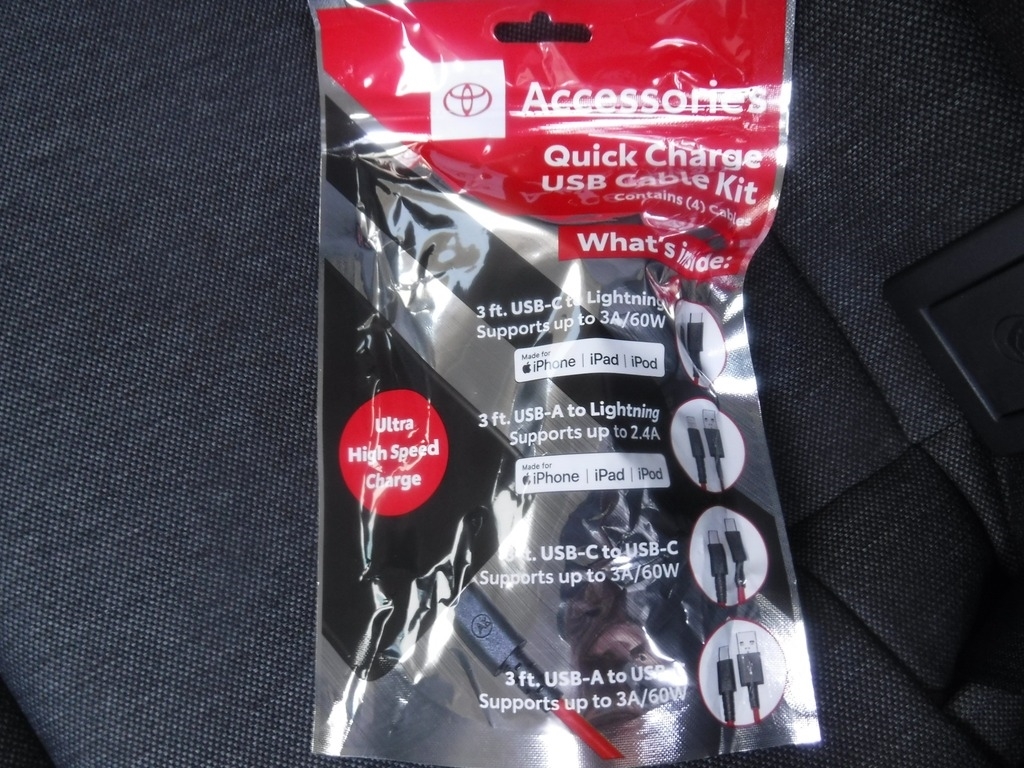 Accessories
Quick Charge
USB Cable Kit
Contains (4) Cables
What's inside:
3 ft. USB-C to Lightning
Supports up to 3A/60W
Made for
iPhone | iPad | iPod
3 ft. USB-A to Lightning
Supports up to 2.4A
Made for
iPhone | iPad | iPod
Ultra
High Speed
Charge
ft. USB-C to USB-C
Supports up to 3A/60W
3 ft. USB-A to
Supports up to 3A/60W